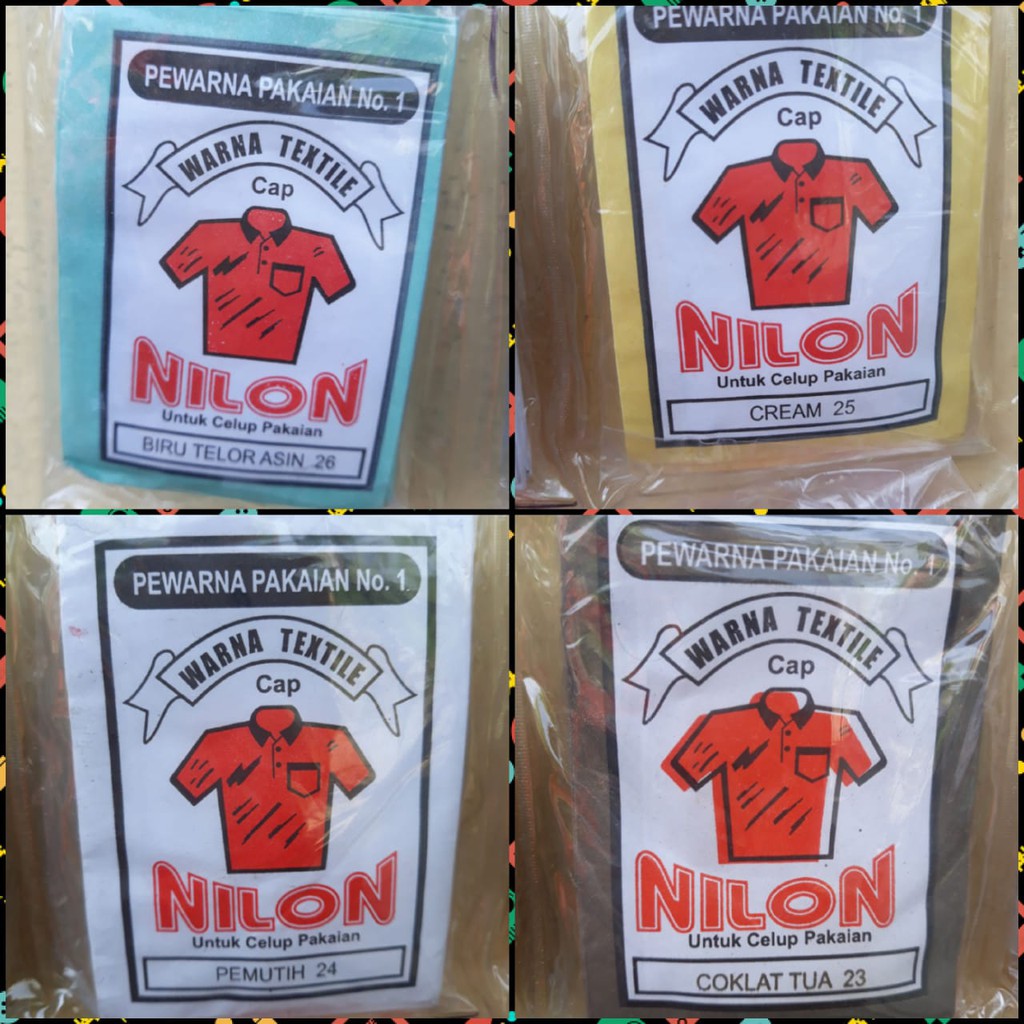 PEWARNA PAKAIAN No. 1
WARNA TEXTILE
Cap
NILON
Untuk Celup Pakaian
BIRU TELOR ASIN 26
PEWARNA PAKAIAN No. 1
WARNA TEXTILE
Cap
NILON
Untuk Celup Pakaian
CREAM 25
PEWARNA PAKAIAN No. 1
WARNA TEXTILE
Cap
NILON
Untuk Celup Pakaian
PEMUTIH 24
PEWARNA PAKAIAN No. 1
WARNA TEXTILE
Cap
NILON
Untuk Celup Pakaian
COKLAT TUA 23